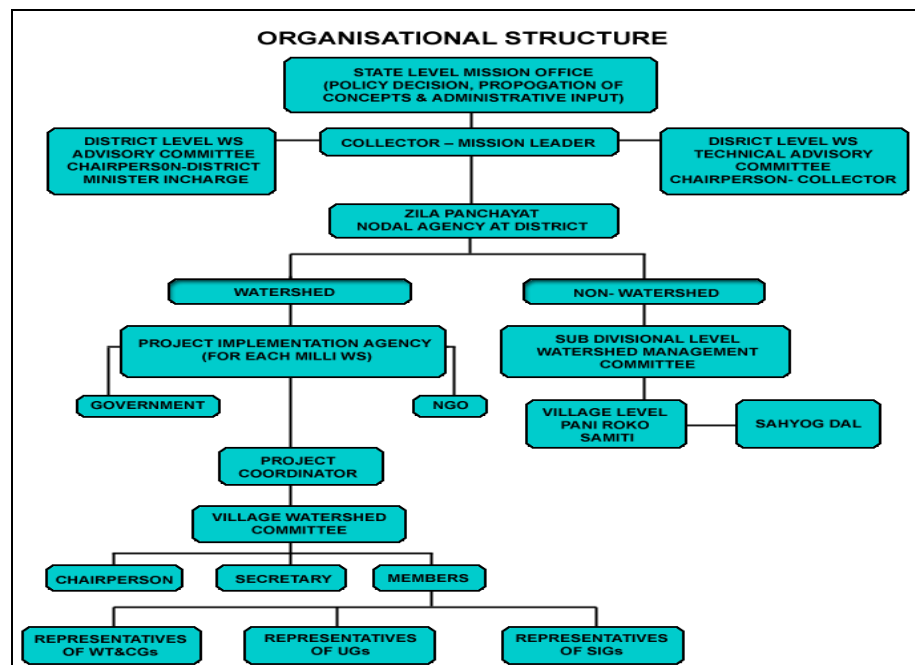 ORGANISATIONAL STRUCTURE
STATE LEVEL MISSION OFFICE
(POLICY DECISION, PROPOGATION OF
CONCEPTS & ADMINISTRATIVE INPUT)
DISTRICT LEVEL WS
ADVISORY COMMITTEE
CHAIRPERS0N-DISTRICT
MINISTER INCHARGE
COLLECTOR – MISSION LEADER
DISRICT LEVEL WS
TECHNICAL ADVISORY
COMMITTEE
CHAIRPERSON- COLLECTOR
ZILA PANCHAYAT
NODAL AGENCY AT DISTRICT
WATERSHED
NON- WATERSHED
PROJECT IMPLEMENTATION AGENCY
(FOR EACH MILLI WS)
SUB DIVISIONAL LEVEL
WATERSHED MANAGEMENT
COMMITTEE
GOVERNMENT
NGO
VILLAGE LEVEL
PANI ROKO
SAMITI
SAHYOG DAL
PROJECT
COORDINATOR
VILLAGE WATERSHED
COMMITTEE
CHAIRPERSON
SECRETARY
MEMBERS
REPRESENTATIVES
OF WT&CGs
REPRESENTATIVES
OF UGs
REPRESENTATIVES
OF SIGs